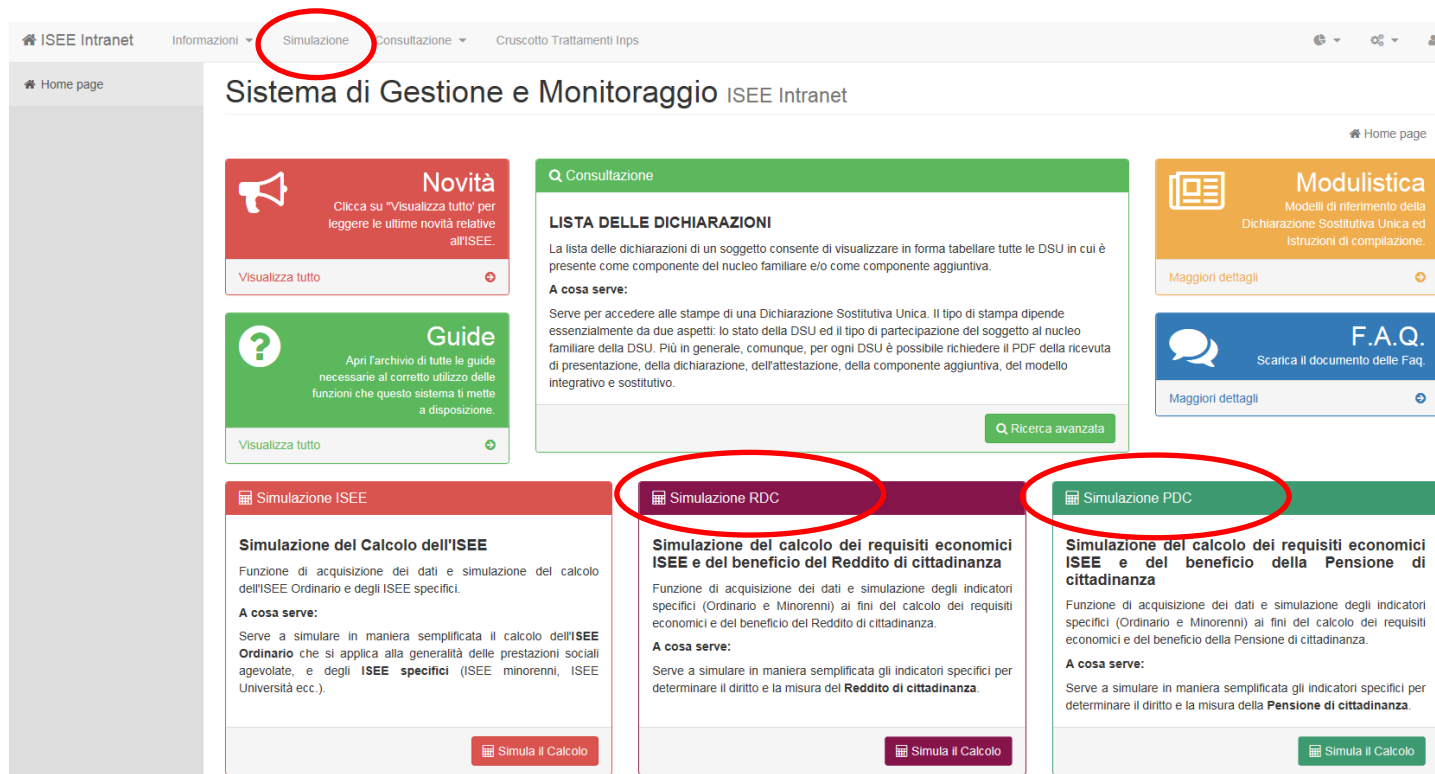 ISEE Intranet
Informazioni
Simulazione
Consultazione
Cruscotto Trattamenti Inps
Home page
Sistema di Gestione e Monitoraggio ISEE Intranet
Home page
Novità
Clicca su "Visualizza tutto' per
leggere le ultime novità relative
all'ISEE.
Visualizza tutto
Guide
Apri l'archivio di tutte le guide
necessarie al corretto utilizzo delle
funzioni che questo sistema ti mette
a disposizione.
Visualizza tutto
Consultazione
LISTA DELLE DICHIARAZIONI
La lista delle dichiarazioni di un soggetto consente di visualizzare in forma tabellare tutte le DSU in cui è
presente come componente del nucleo familiare e/o come componente aggiuntiva.
A cosa serve:
Serve per accedere alle stampe di una Dichiarazione Sostitutiva Unica. Il tipo di stampa dipende
essenzialmente da due aspetti: lo stato della DSU ed il tipo di partecipazione del soggetto al nucleo
familiare della DSU. Più in generale, comunque, per ogni DSU è possibile richiedere il PDF della ricevuta
di presentazione, della dichiarazione, dell'attestazione, della componente aggiuntiva, del modello
integrativo e sostitutivo.
Ricerca avanzata
Modulistica
Modelli di riferimento della
Dichiarazione Sostitutiva Unica ed
Istruzioni di compilazione.
Maggiori dettagli
F.A.Q.
Scarica il documento delle Faq.
Maggiori dettagli
Simulazione ISEE
Simulazione del Calcolo dell'ISEE
Funzione di acquisizione dei dati e simulazione del calcolo
dell'ISEE Ordinario e degli ISEE specifici.
A cosa serve:
Serve a simulare in maniera semplificata il calcolo dell'ISEE
Ordinario che si applica alla generalità delle prestazioni sociali
agevolate, e degli ISEE specifici (ISEE minorenni, ISEE
Università ecc.).
Simula il Calcolo
Simulazione RDC
Simulazione del calcolo dei requisiti economici
ISEE e del beneficio del Reddito di cittadinanza
Funzione di acquisizione dei dati e simulazione degli indicatori
specifici (Ordinario e Minorenni) ai fini del calcolo dei requisiti
economici e del beneficio del Reddito di cittadinanza.
A cosa serve:
Serve a simulare in maniera semplificata gli indicatori specifici per
determinare il diritto e la misura del Reddito di cittadinanza.
Simula il Calcolo
Simulazione PDC
Simulazione del calcolo dei requisiti economici
ISEE e del beneficio della Pensione di
cittadinanza
Funzione di acquisizione dei dati e simulazione degli indicatori
specifici (Ordinario e Minorenni) ai fini del calcolo dei requisiti
economici e del beneficio della Pensione di cittadinanza.
A cosa serve:
Serve a simulare in maniera semplificata gli indicatori specifici per
determinare il diritto e la misura della Pensione di cittadinanza.
Simula il Calcolo